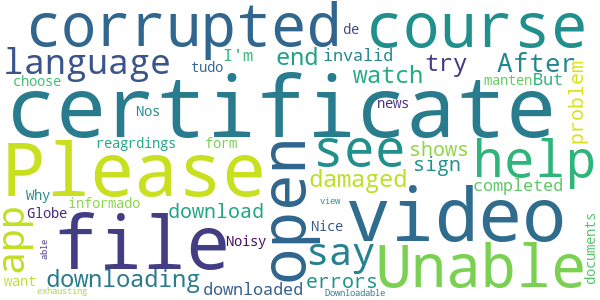 corrupted course
de
language I'm end invalid try After
tudo
choose watch manten But
certificate news
Nos problem
reagrdings form see shows help
Please open sign
damaged completed
Why informado
Globe download video
app file view
Nice say Unable documents
Noisy
able
want downloading errors
exhausting downloaded Downloadable